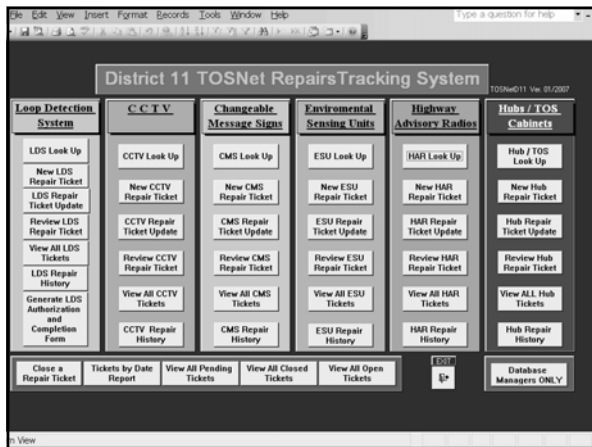 File Edit View Insert Format Records Tools Window Help
Type a question for help
District 11 TOSNet RepairsTracking System
TOSNetD11 Ver. 01/2007
Loop Detection
System
LDS Look Up
New LDS
Repair Ticket
LDS Repair
Ticket Update
Review LDS
Repair Ticket
View All LDS
Tickets
LDS Repair
History
Generate LDS
Authorization
and
Completion
Form
C C T V
CCTV Look Up
New CCTV
Repair Ticket
CCTV Repair
Ticket Update
Review CCTV
Repair Ticket
View All CCTV
Tickets
CCTV Repair
History
Changeable
Message Signs
CMS Look Up
New CMS
Repair Ticket
CMS Repair
Ticket Update
Review CMS
Repair Ticket
View All CMS
Tickets
CMS Repair
History
Enviromental
Sensing Units
ESU Look Up
New ESU
Repair Ticket
ESU Repair
Ticket Update
Review ESU
Repair Ticket
View All ESU
Tickets
ESU Repair
History
Highway
Advisory Radios
HAR Look Up
New HAR
Repair Ticket
HAR Repair
Ticket Update
Review HAR
Repair Ticket
View All HAR
Tickets
HAR Repair
History
Hubs / TOS
Cabinets
Hub / TOS
Look Up
New Hub
Repair Ticket
Hub Repair
Ticket Update
Review Hub
Repair Ticket
View ALL Hub
Tickets
Hub Repair
History
Close a
Repair Ticket
Tickets by Date
Report
View All Pending
Tickets
View All Closed
Tickets
View All Open
Tickets
EXIT
Database
Managers ONLY
m View